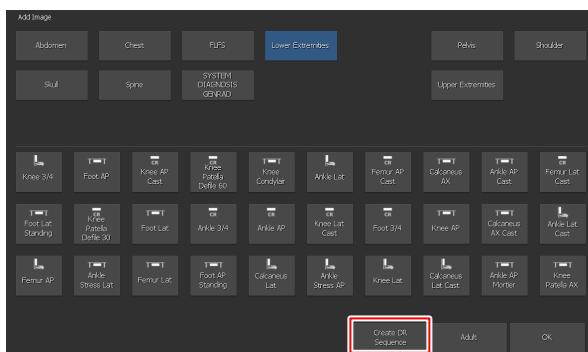 Add Image
Abdomen
Chest
FLFS
Lower Extremities
Pelvis
Shoulder
Skull
Spine
SYSTEM
DIAGNOSIS
GENRAD
Upper Extremities
Knee 3/4
Foot AP
CR
Knee AP
Cast
CR
Knee
Patella
Defile 60
Knee
Condylair
Ankle Lat
CR
Femur AP
Cast
Calcaneus
AX
Ankle AP
Cast
CR
Femur Lat
Cast
Foot Lat
Standing
CR
Knee
Patella
Defile 30
Foot Lat
CR
Ankle 3/4
CR
Ankle AP
CR
Knee Lat
Cast
CR
Foot 3/4
Knee AP
Calcaneus
AX Cast
Ankle Lat
Cast
Femur AP
Ankle
Stress Lat
Femur Lat
Foot AP
Standing
Calcaneus
Lat
Ankle
Stress AP
Knee Lat
Calcaneus
Lat Cast
Ankle AP
Mortier
Knee
Patella AX
Create DR
Sequence
Adult
OK